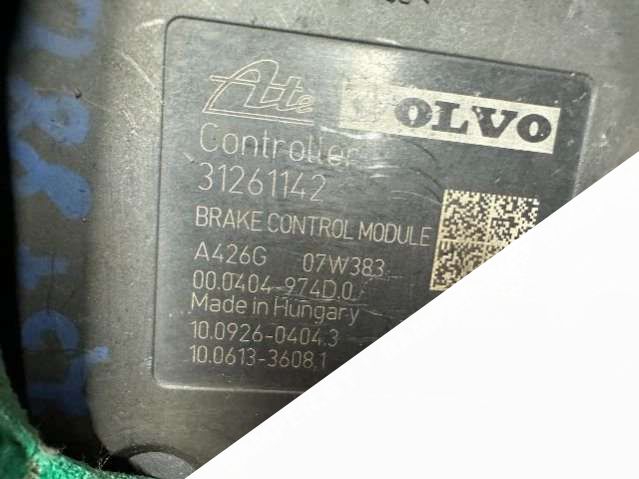 Ate VOLVO
Controller
31261142
BRAKE CONTROL MODULE
A426G 07W383
00.0404-974D.0
Made in Hungary
10.0926-0404.3
10.0613-3608.1